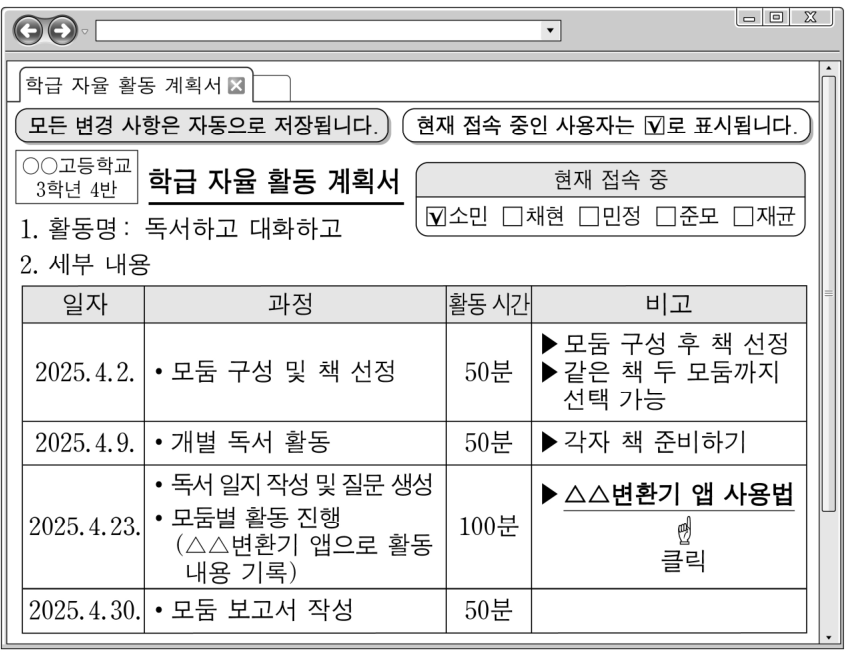 학급 자율 활동 계획서
모든 변경 사항은 자동으로 저장됩니다.
현재 접속 중인 사용자는 ☑로 표시됩니다.
○○고등학교
3학년 4반
학급 자율 활동 계획서
현재 접속 중
☑소민 □채현 □민정 □준모 □재균
1. 활동명 : 독서하고 대화하고
2. 세부 내용
일자 과정 활동 시간 비고
2025. 4. 2. • 모둠 구성 및 책 선정 50분
▶모둠 구성 후 책 선정
▶같은 책 두 모둠까지
선택 가능
2025. 4. 9. • 개별 독서 활동 50분 ▶각자 책 준비하기
2025. 4. 23.
• 독서 일지 작성 및 질문 생성
• 모둠별 활동 진행
(△△변환기 앱으로 활동
내용 기록)
100분
▶△△변환기 앱 사용법
클릭
2025. 4. 30. • 모둠 보고서 작성 50분